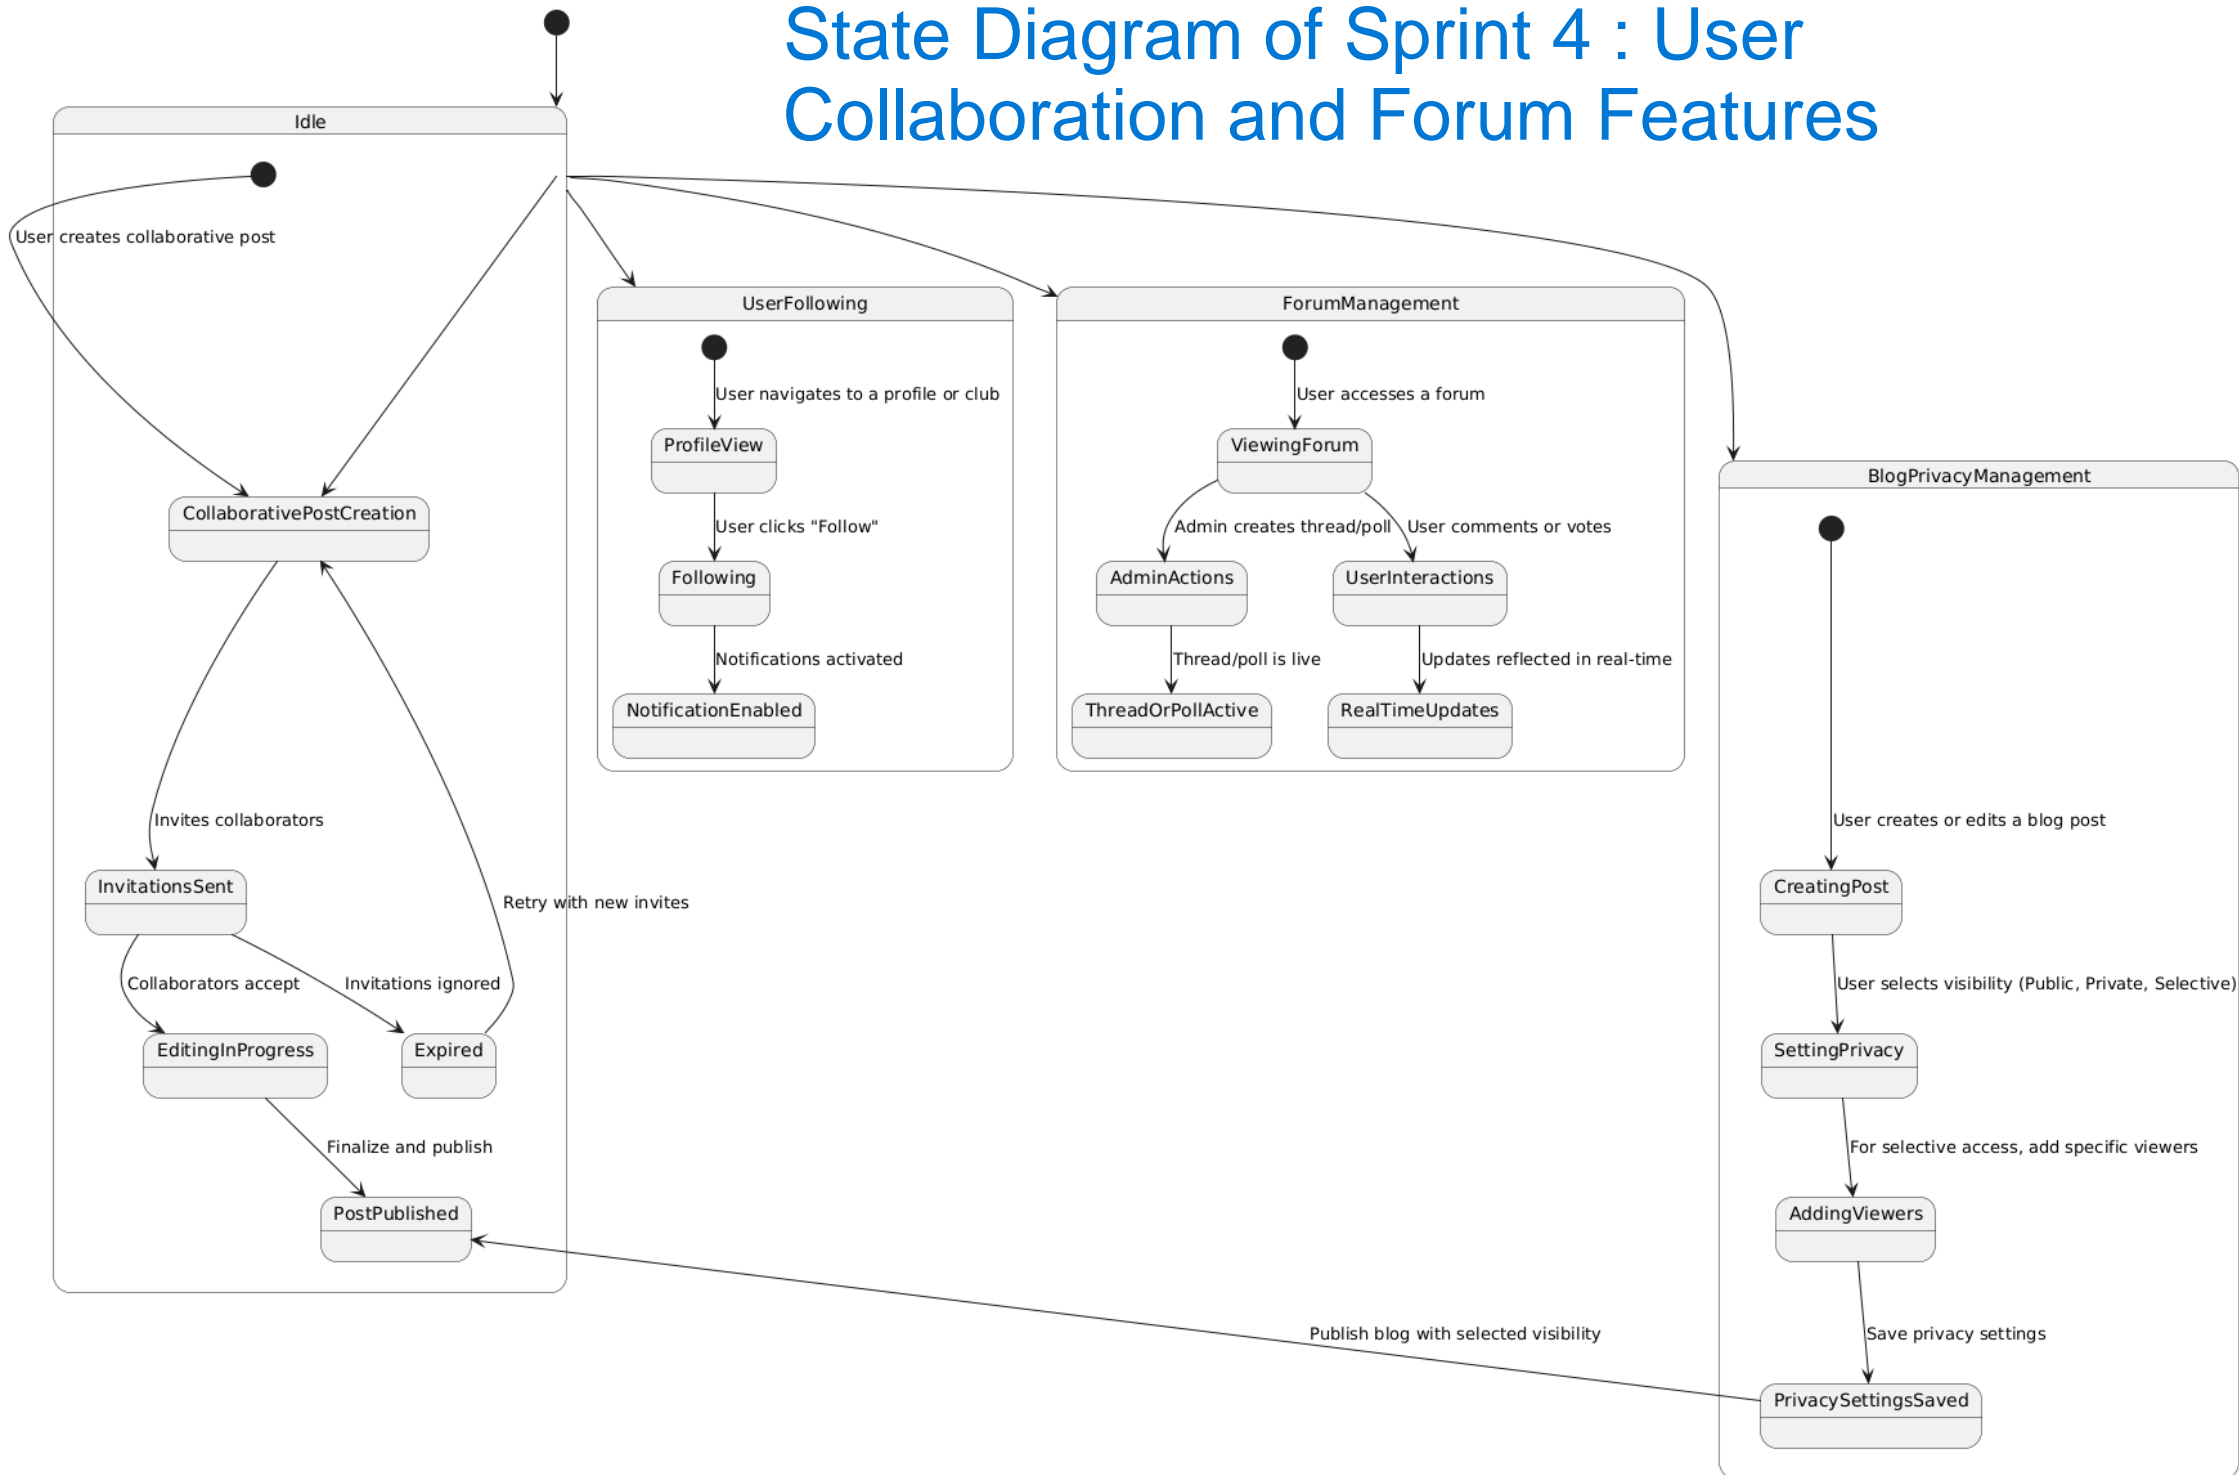 State Diagram of Sprint 4 : User
Collaboration and Forum Features
Idle
User creates collaborative post
CollaborativePostCreation
Invites collaborators
InvitationsSent
Retry with new invites
Collaborators accept
Invitations ignored
EditingInProgress
Expired
Finalize and publish
PostPublished
UserFollowing
User navigates to a profile or club
ProfileView
User clicks "Follow"
Following
Notifications activated
NotificationEnabled
ForumManagement
User accesses a forum
ViewingForum
Admin creates thread/poll
User comments or votes
AdminActions
UserInteractions
Thread/poll is live
Updates reflected in real-time
ThreadOrPollActive
RealTimeUpdates
BlogPrivacyManagement
User creates or edits a blog post
CreatingPost
User selects visibility (Public, Private, Selective)
SettingPrivacy
For selective access, add specific viewers
AddingViewers
Save privacy settings
PrivacySettingsSaved
Publish blog with selected visibility